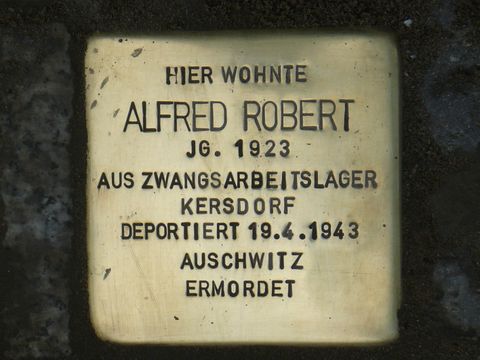 HIER WOHNTE
ALFRED ROBERT
JG. 1923
AUS ZWANGSARBEITSLAGER
KERSDORF
DEPORTIERT 19.4.1943
AUSCHWITZ
ERMORDET